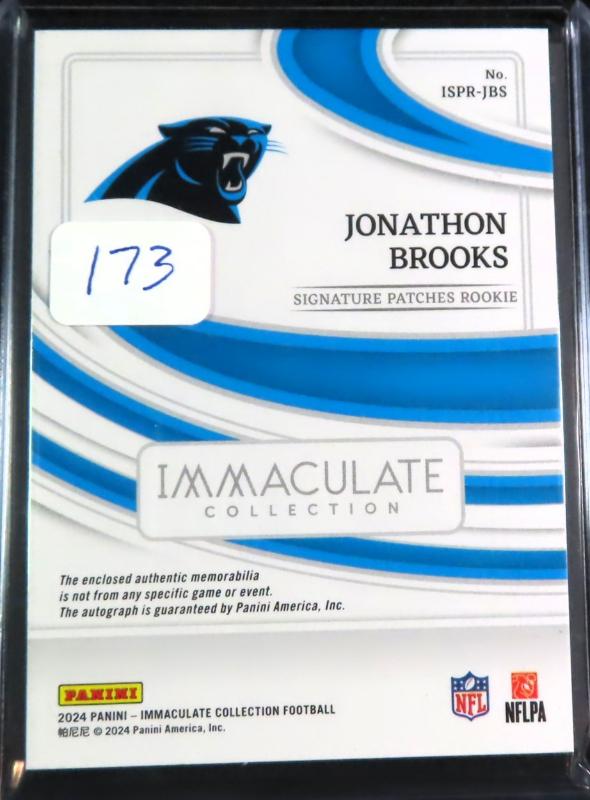 No.
ISPR-JBS
JONATHON
BROOKS
SIGNATURE PATCHES ROOKIE
173
IMMACULATE
COLLECTION
The enclosed authentic memorabilia
is not from any specific game or event.
The autograph is guaranteed by Panini America, Inc.
PANINI
2024 PANINI – IMMACULATE COLLECTION FOOTBALL
帕尼尼 © 2024 Panini America, Inc.
NFL
NFLPA